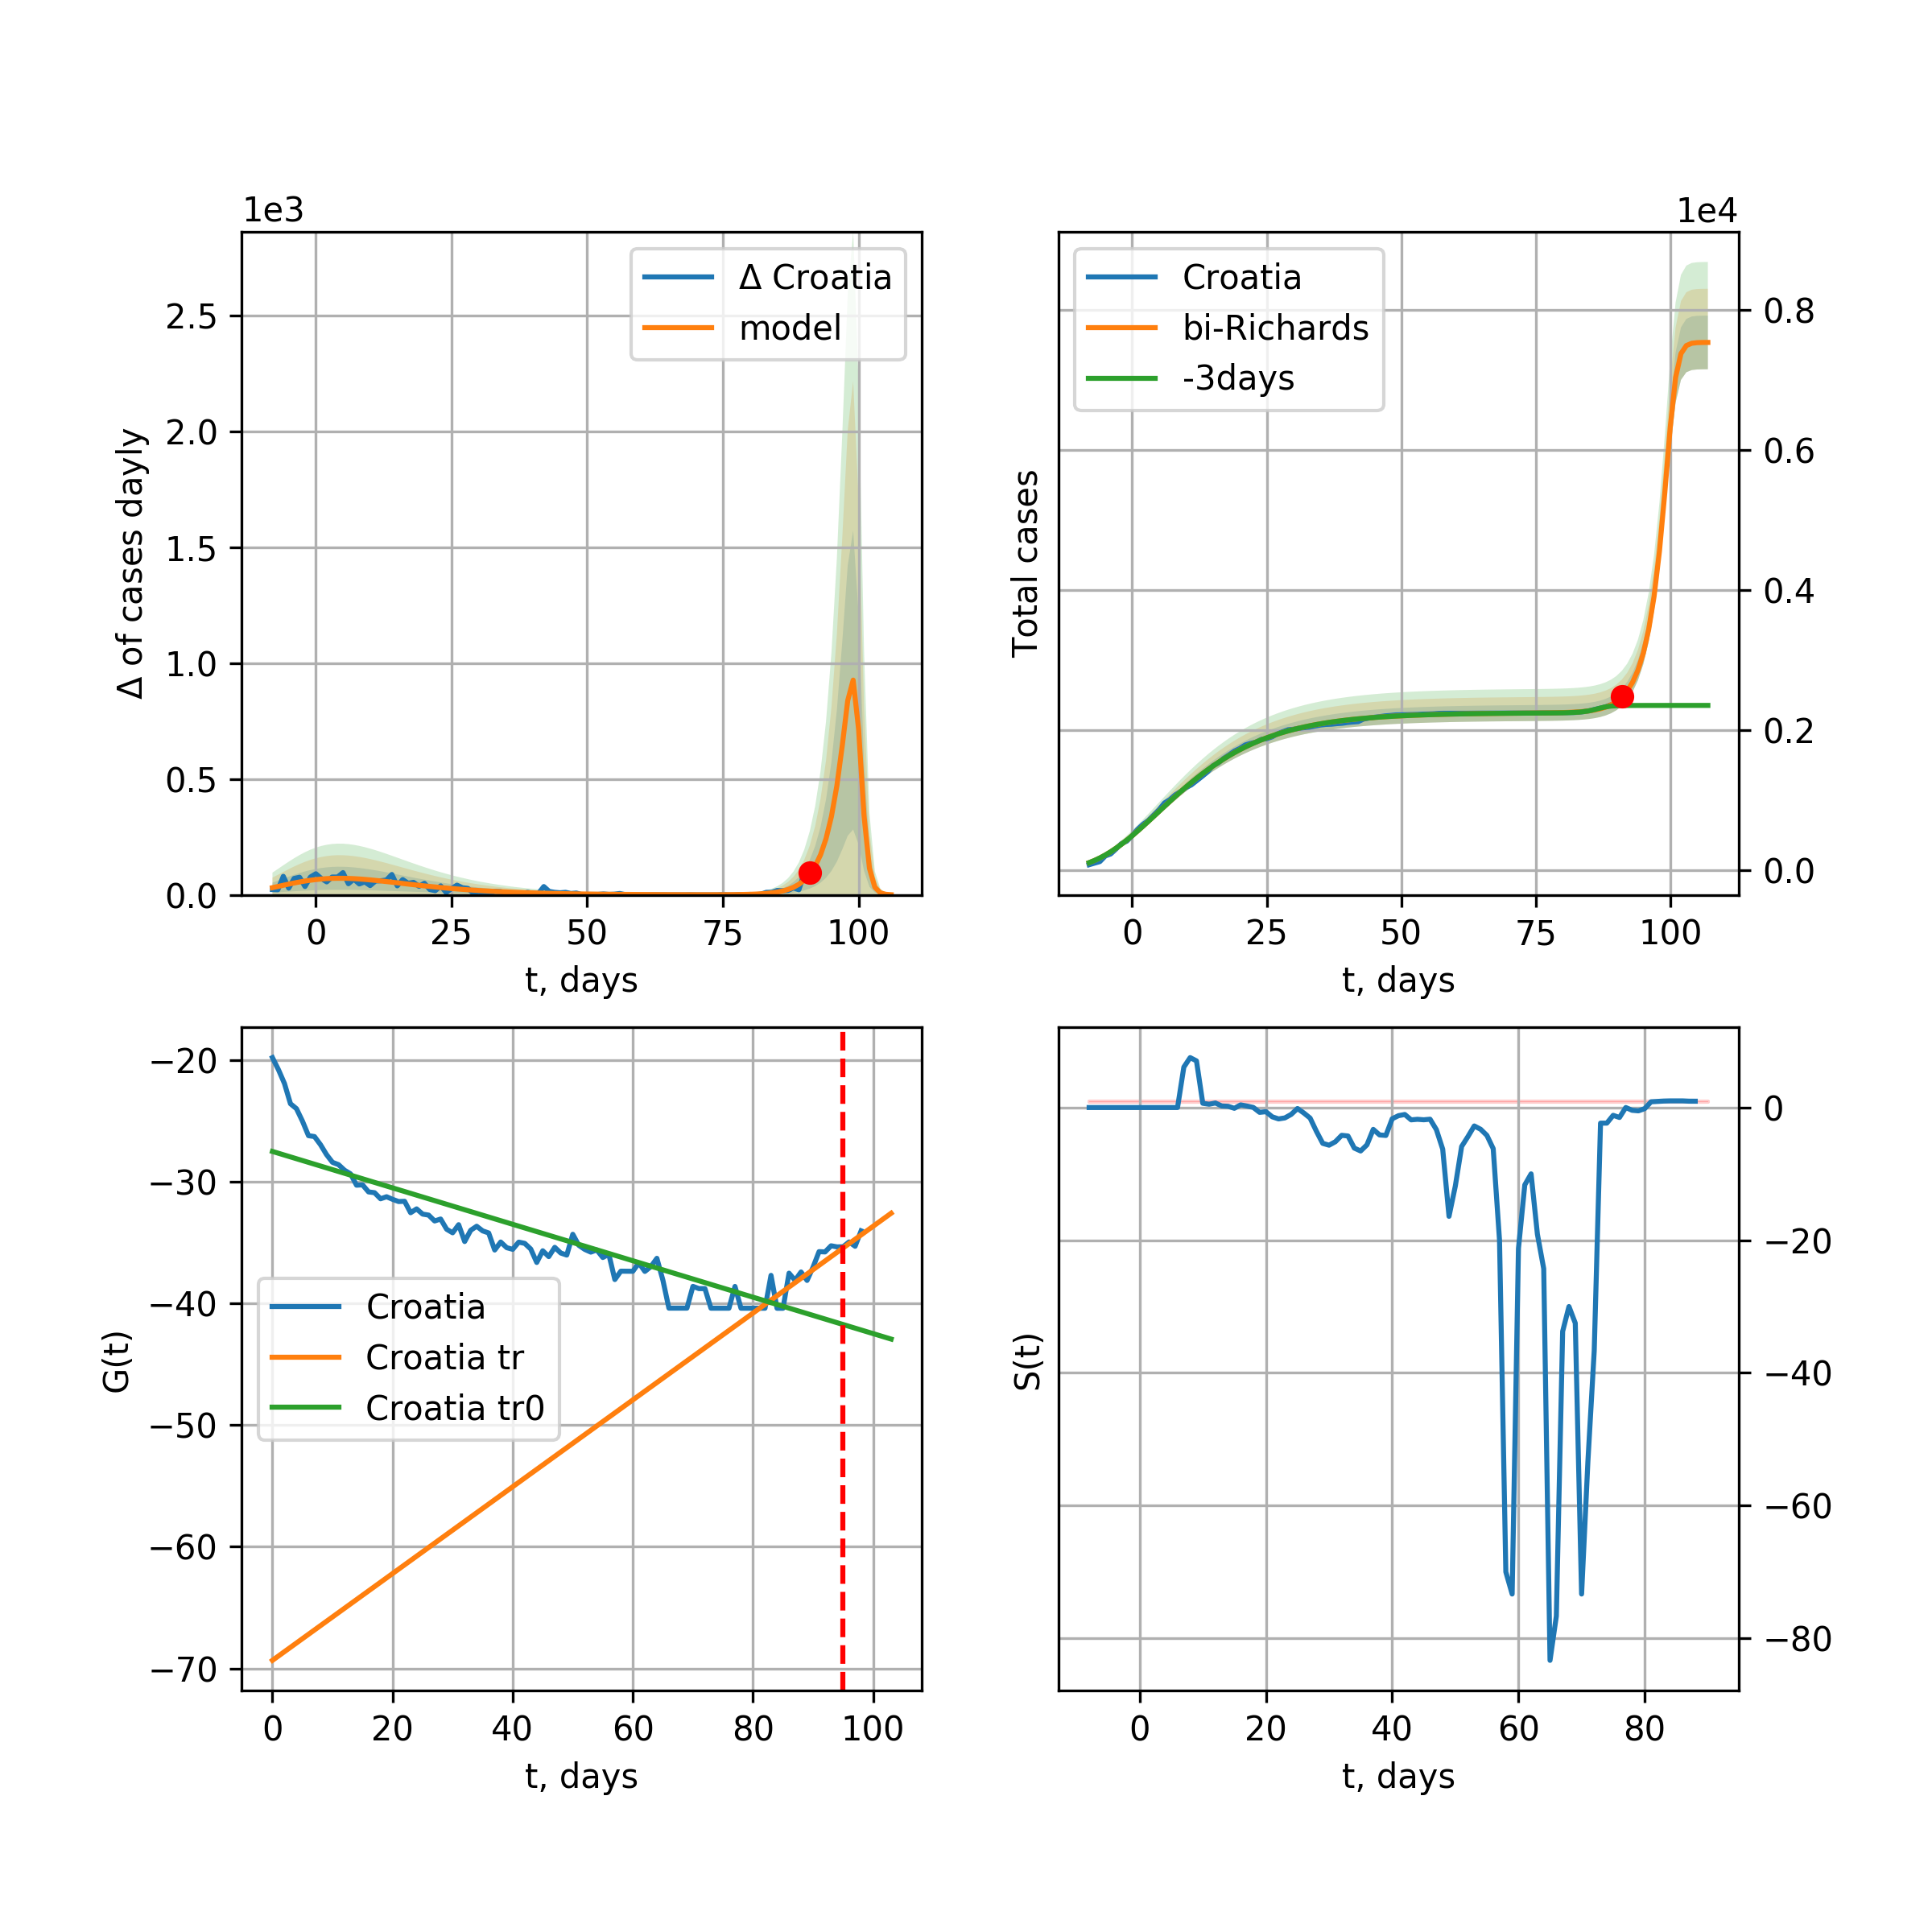 1e3
Δ Croatia
model
2.5
2.0
1.5
1.0
0.5
0.0
Δ of cases dayly
0 25 50 75 100
t, days
1e4
Croatia
bi-Richards
-3days
0.8
0.6
0.4
0.2
0.0
Total cases
0 25 50 75 100
t, days
−20
−30
−40
−50
−60
−70
G(t)
Croatia
Croatia tr
Croatia tr0
0 20 40 60 80 100
t, days
0
−20
−40
−60
−80
S(t)
0 20 40 60 80
t, days